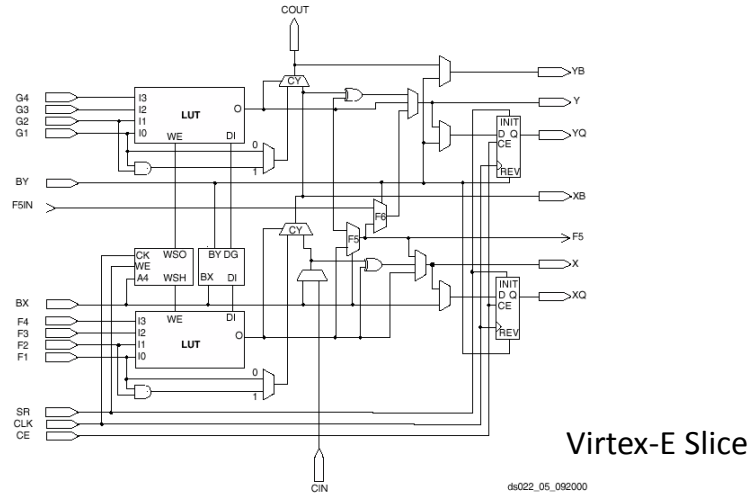 COUT
YB
CY
G4 I3
G3 I2 LUT O Y
G2 I1
G1 I0 WE DI INIT
D Q YQ
CE
0
1 REV
BY
XB
F5IN
F6
CY F5 F5
CK WSO BY DG
WE
A4 WSH BX DI X
INIT
BX D Q XQ
CE
F4 I3 WE DI
F3 I2 REV
F2 I1 LUT O
F1 I0
0
1
SR
CLK
CE
Virtex-E Slice
CIN
ds022_05_092000